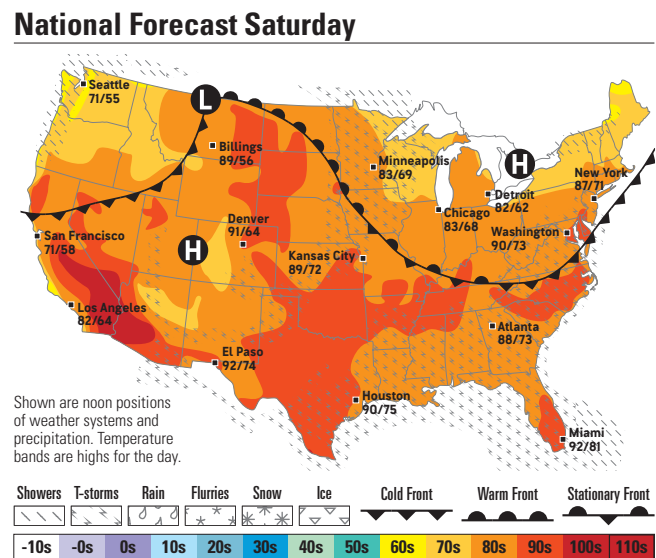 National Forecast Saturday
Seattle
71/55
L
Billings
89/56
Minneapolis
83/69
H
New York
87/71
Detroit
82/62
Chicago
83/68
Washington
90/73
San Francisco
71/58
Denver
91/64
H
Kansas City
89/72
Los Angeles
82/64
Atlanta
88/73
El Paso
92/74
Houston
90/75
Miami
92/81
Shown are noon positions
of weather systems and
precipitation. Temperature
bands are highs for the day.
Showers T-storms Rain Flurries Snow Ice Cold Front Warm Front Stationary Front
-10s -0s 0s 10s 20s 30s 40s 50s 60s 70s 80s 90s 100s 110s